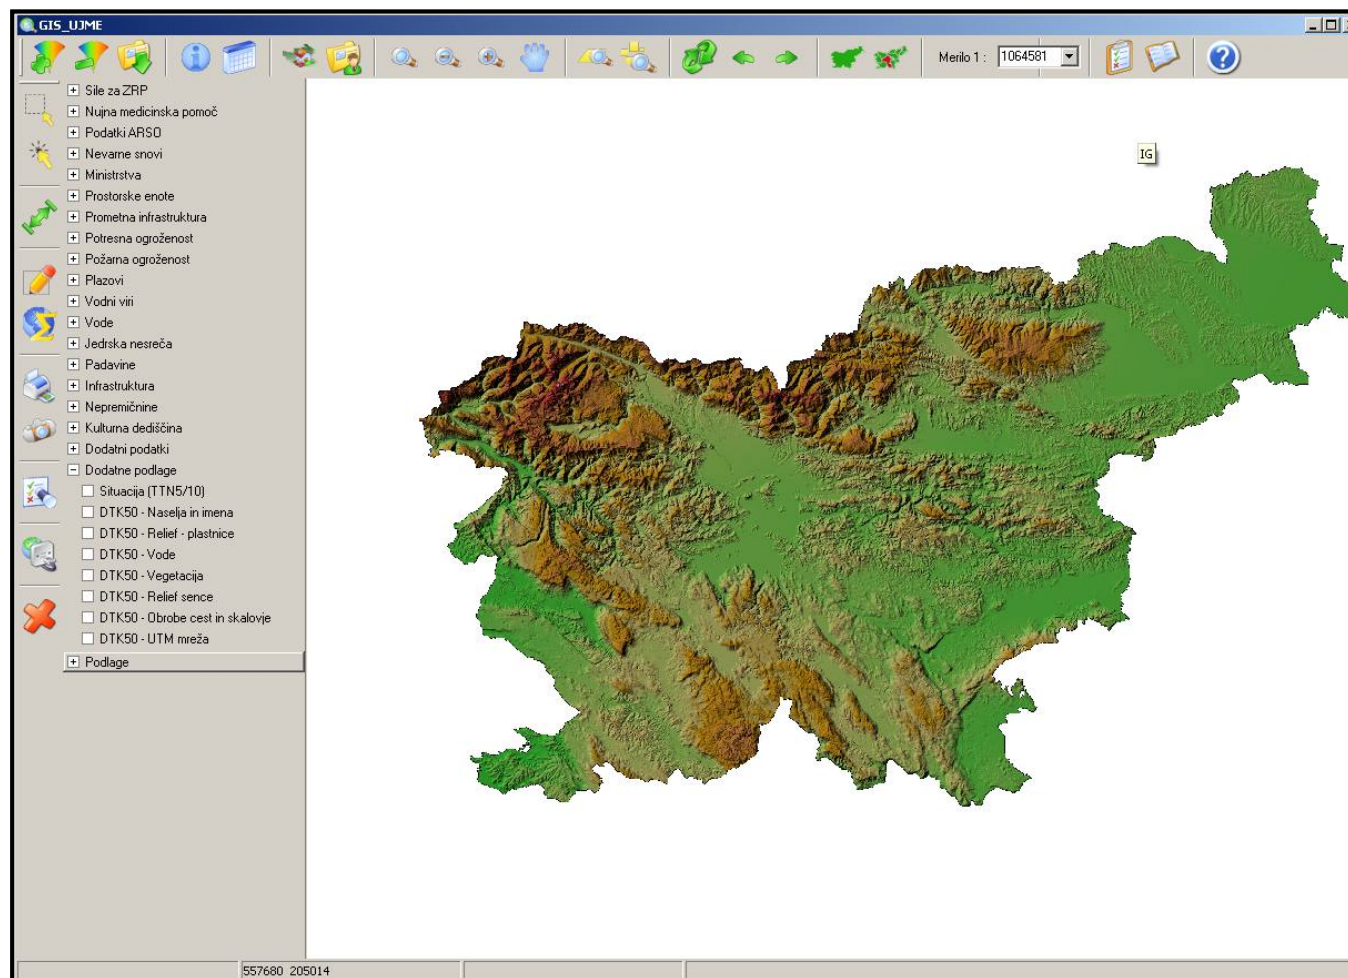 GIS_UJME
Merilo 1 : 1064581
Sile za ZRP
Nujna medicinska pomoč
Podatki ARSO
Nevarne snovi
Ministrstva
Prostorske enote
Prometna infrastruktura
Potresna ogroženost
Požarna ogroženost
Plazovi
Vodni viri
Vode
Jedrska nesreča
Padavine
Infrastruktura
Nepremičnine
Kulturna dediščina
Dodatni podatki
Dodatne podlage
Situacija (TTN5/10)
DTK50 - Naselja in imena
DTK50 - Relief - plastnice
DTK50 - Vode
DTK50 - Vegetacija
DTK50 - Relief sence
DTK50 - Obrobe cest in skalovje
DTK50 - UTM mreža
Podlage
IG
557680 205014